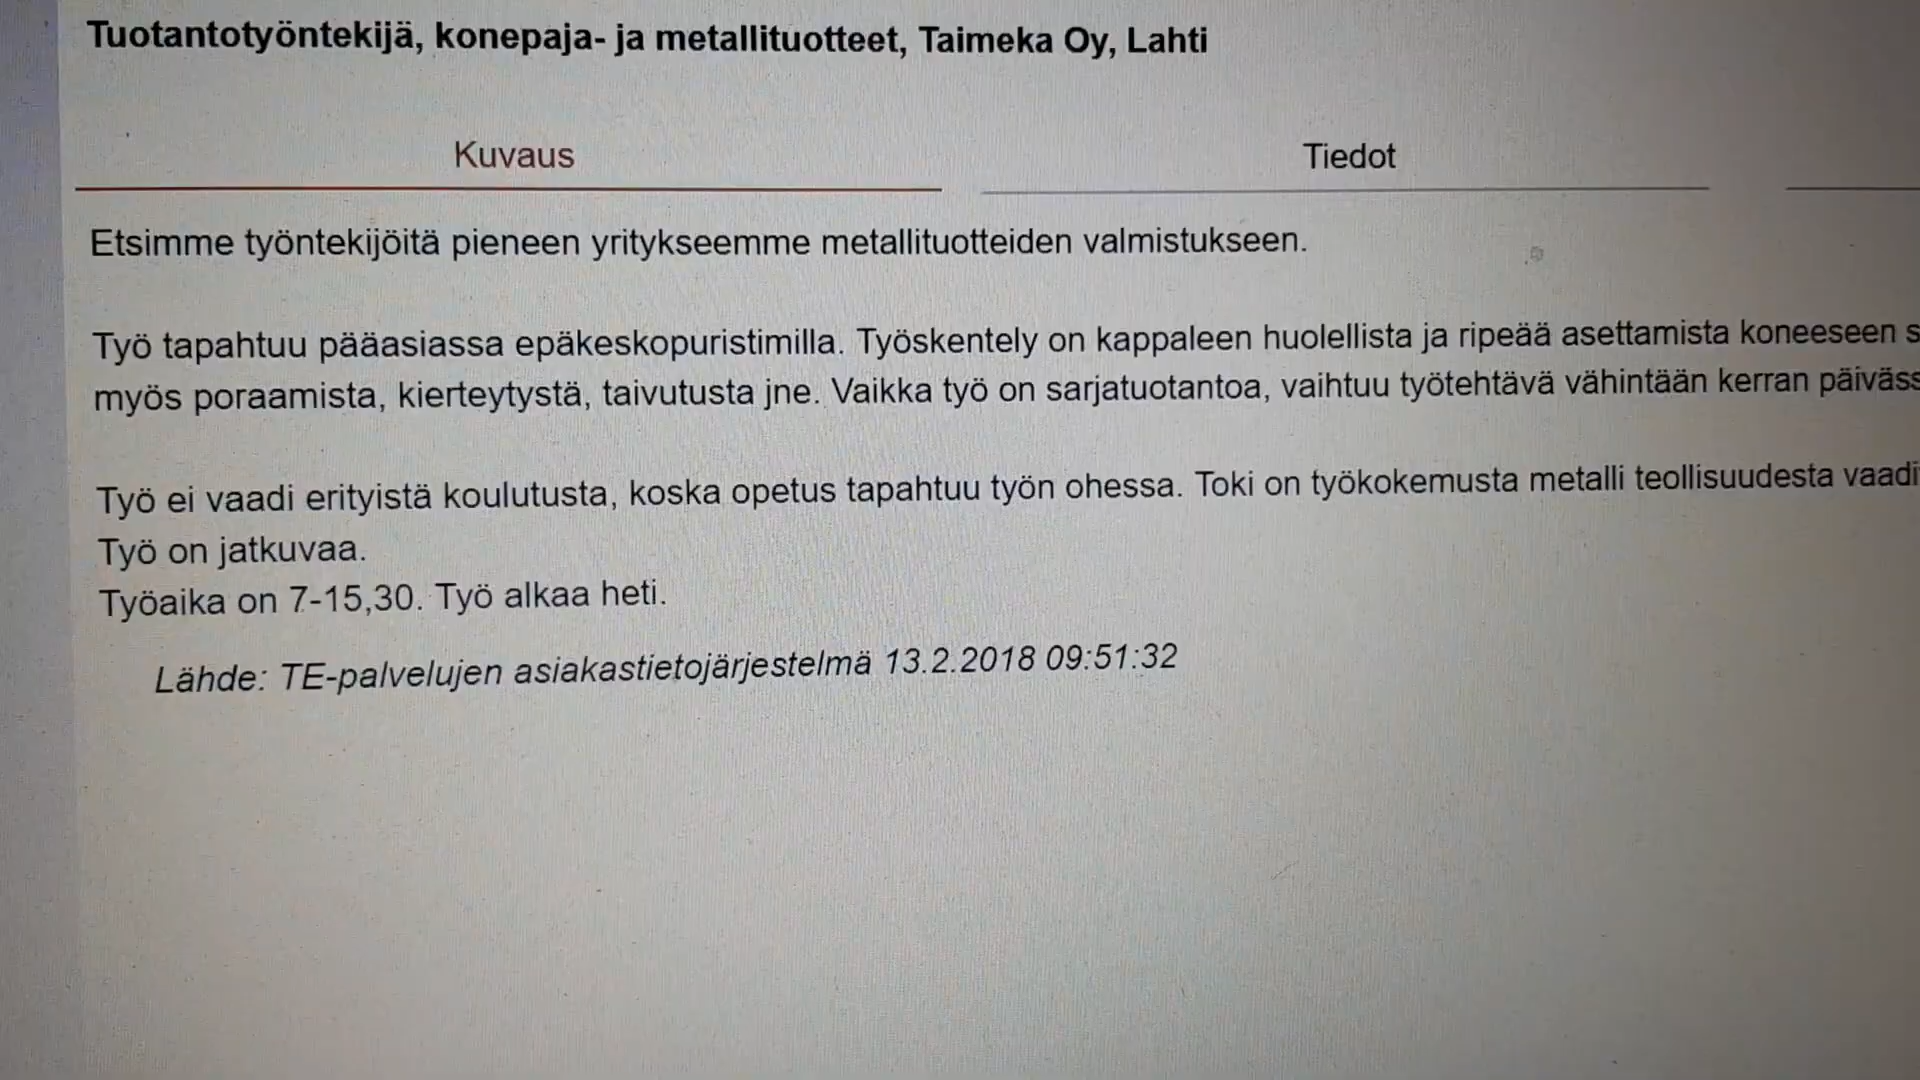 Tuotantotyöntekijä, konepaja- ja metallituotteet, Taimeka Oy, Lahti
Kuvaus
Tiedot
Etsimme työntekijöitä pieneen yritykseemme metallituotteiden valmistukseen.
Työ tapahtuu pääasiassa epäkeskopuristimilla. Työskentely on kappaleen huolellista ja ripeää asettamista koneeseen
myös poraamista, kierteytystä, taivutusta jne. Vaikka työ on sarjatuotantoa, vaihtuu työtehtävä vähintään kerran
Työ ei vaadi erityistä koulutusta, koska opetus tapahtuu työn ohessa. Toki on työkokemusta metalli teollisuudesta
Työ on jatkuvaa.
Työaika on 7-15,30. Työ alkaa heti.
Lähde: TE-palvelujen asiakastietojärjestelmä 13.2.2018 09:51:32